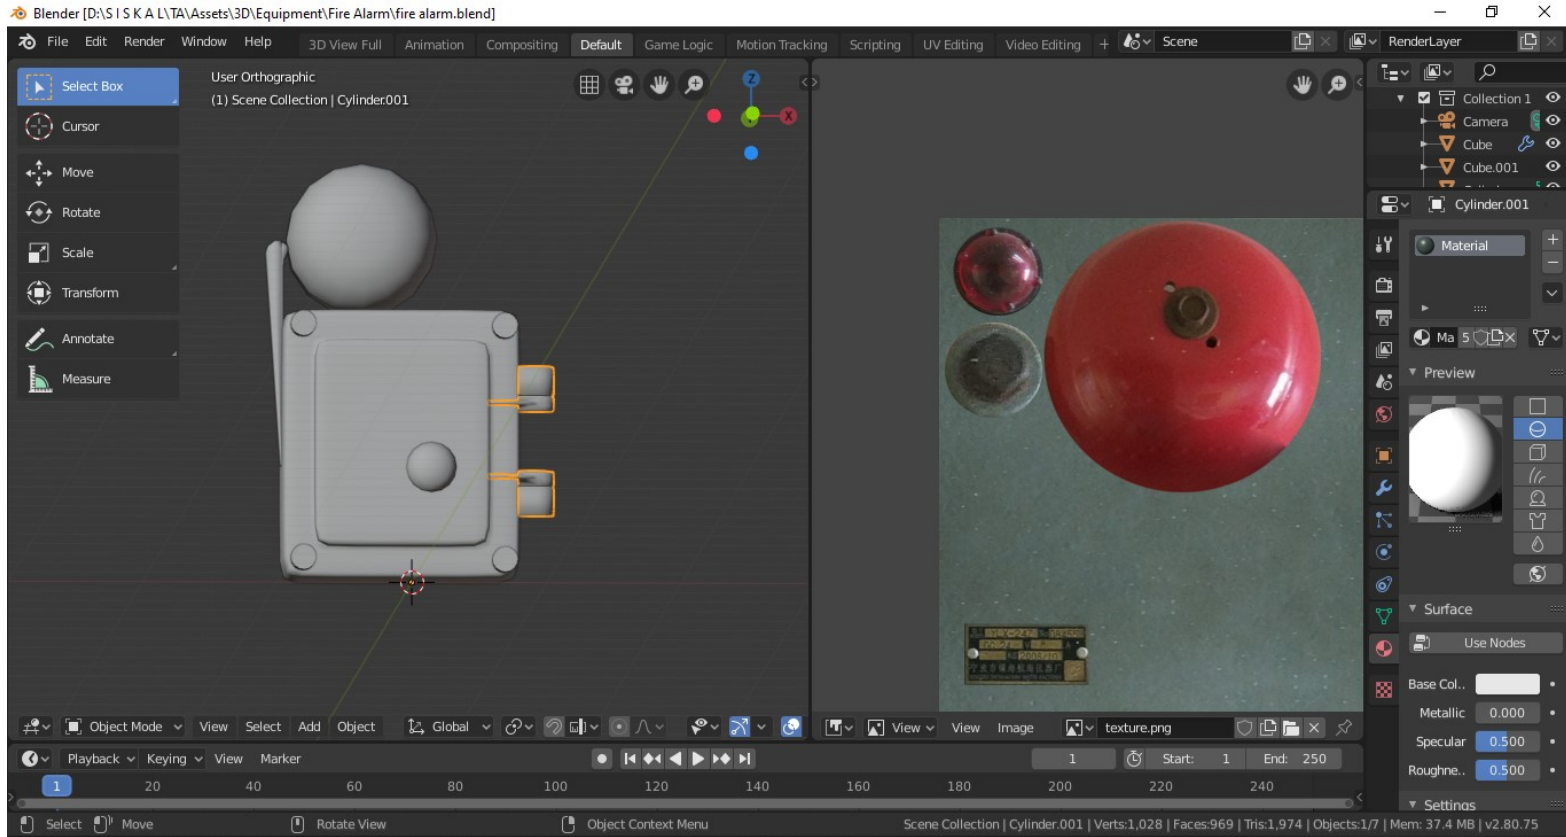 Blender [D:\S I S K A L\TA\Assets\3D\Equipment\Fire Alarm\fire alarm.blend]
File Edit Render Window Help 3D View Full Animation Compositing Default Game Logic Motion Tracking Scripting UV Editing Video Editing + Scene RenderLayer
Select Box
Cursor
Move
Rotate
Scale
Transform
Annotate
Measure
User Orthographic
(1) Scene Collection | Cylinder.001
Z
X
Collection 1
Camera
Cube
Cube.001
Cylinder.001
Material
Ma 5
Preview
Surface
Use Nodes
Base Col..
Metallic 0.000
Specular 0.500
Roughne.. 0.500
Settings
Object Mode View Select Add Object Global
View View Image texture.png
Playback Keying View Marker 1 Start: 1 End: 250
1 20 40 60 80 100 120 140 160 180 200 220 240
Select Move Rotate View Object Context Menu Scene Collection | Cylinder.001 | Verts:1,028 | Faces:969 | Tris:1,974 | Objects:1/7 | Mem: 37.4 MB | v2.80.75